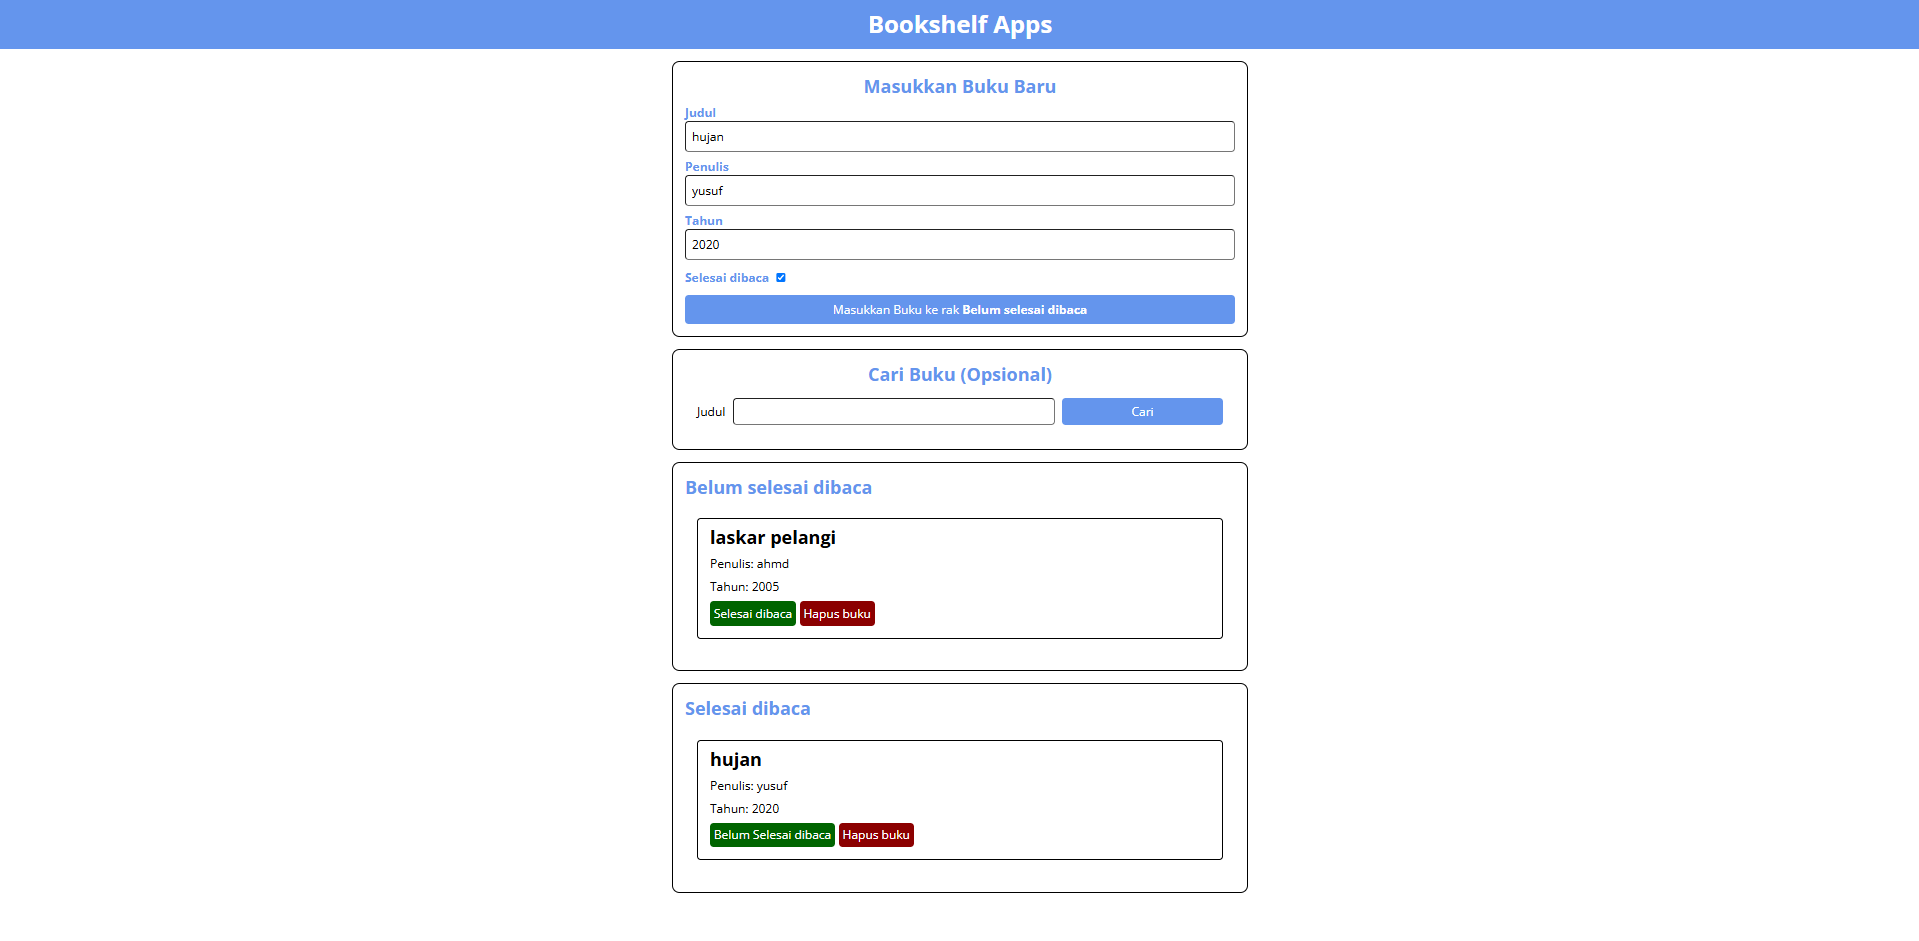 Bookshelf Apps
Masukkan Buku Baru
Judul
hujan
Penulis
yusuf
Tahun
2020
Selesai dibaca
Masukkan Buku ke rak Belum selesai dibaca
Cari Buku (Opsional)
Judul Cari
Belum selesai dibaca
laskar pelangi
Penulis: ahmd
Tahun: 2005
Selesai dibaca Hapus buku
Selesai dibaca
hujan
Penulis: yusuf
Tahun: 2020
Belum Selesai dibaca Hapus buku